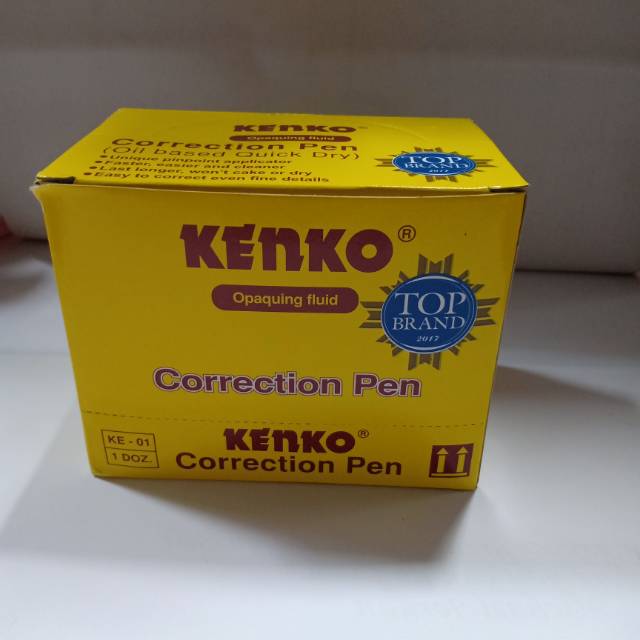 KENKO®
Opaquing fluid
Correction Pen
(Oil based Quick Dry)
•Unique pinpoint applicator
•Faster, easier and cleaner
•Last longer, won't cake or dry
•Easy to correct even fine details
TOP
BRAND
2017
KENKO®
Opaquing fluid
TOP
BRAND
2017
Correction Pen
KE - 01
1 DOZ.
KENKO®
Correction Pen